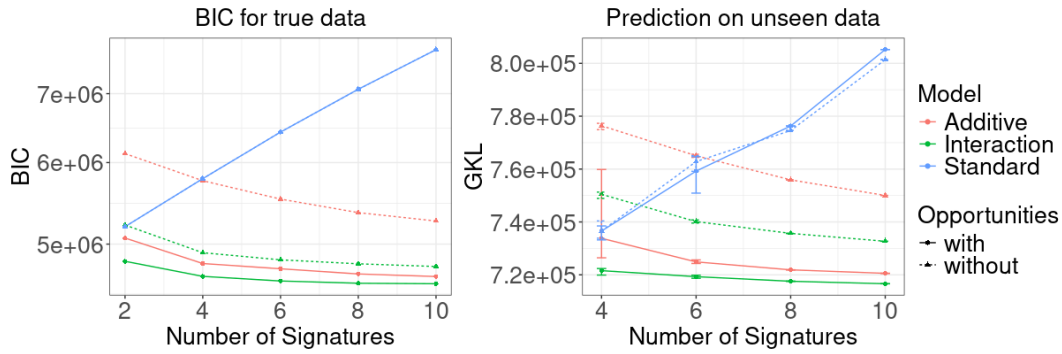 BIC for true data
BIC
7e+06
6e+06
5e+06
2 4 6 8 10
Number of Signatures
Prediction on unseen data
GKL
8.0e+05
7.8e+05
7.6e+05
7.4e+05
7.2e+05
4 6 8 10
Number of Signatures
Model
Additive
Interaction
Standard
Opportunities
with
without